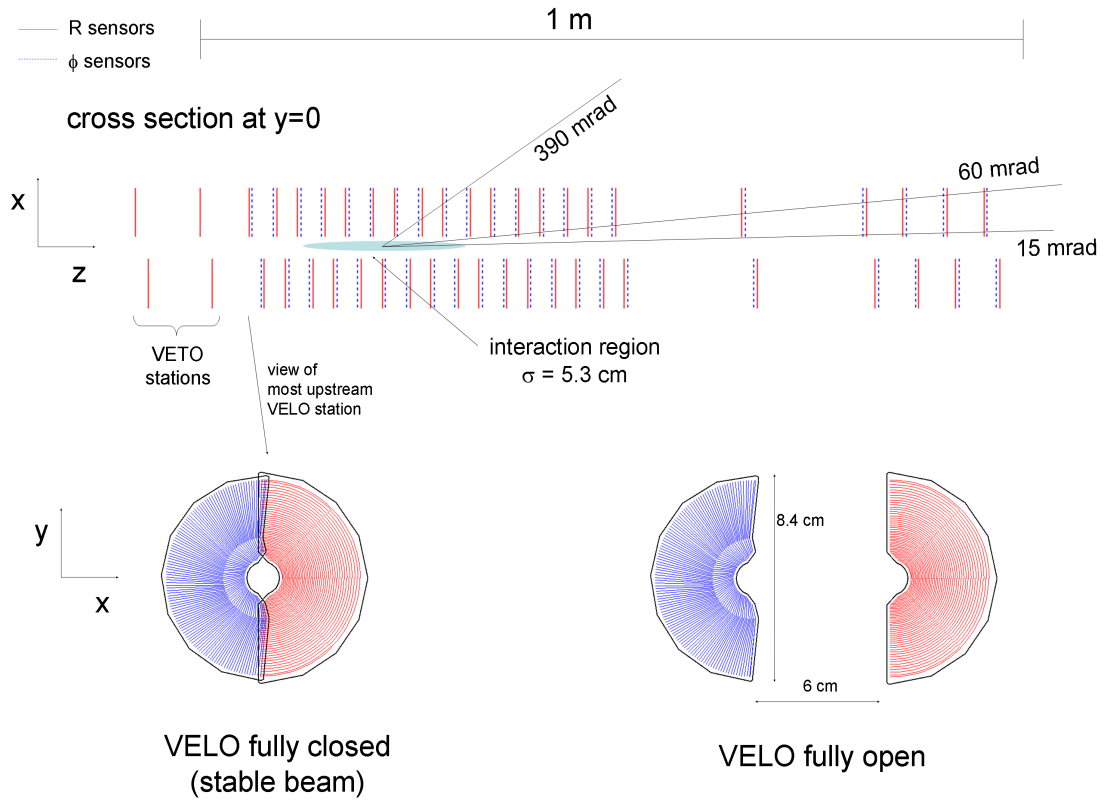 1 m
R sensors
ϕ sensors
cross section at y=0
390 mrad
60 mrad
x
15 mrad
z
VETO
stations
interaction region
σ = 5.3 cm
view of
most upstream
VELO station
8.4 cm
y
x
6 cm
VELO fully closed
(stable beam)
VELO fully open